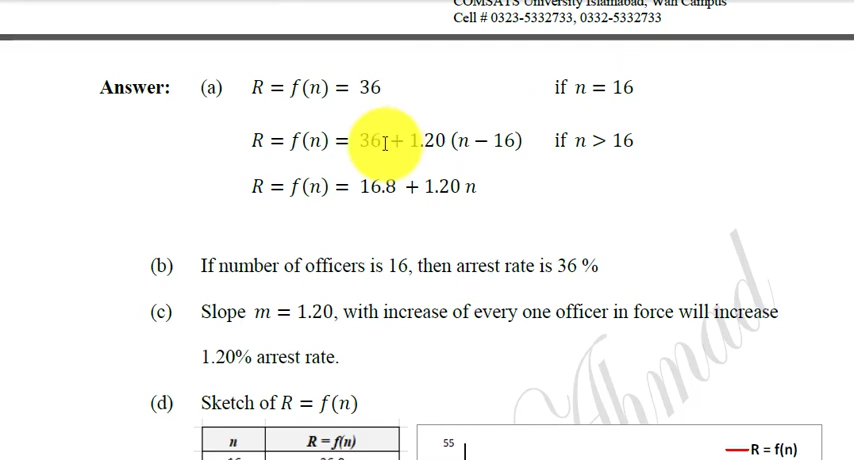 COMSATS University Islamabad, Wah Campus
Cell # 0323-5332733, 0332-5332733
Answer: (a) R = f(n) = 36 if n = 16
R = f(n) = 36 + 1.20 (n − 16) if n > 16
R = f(n) = 16.8 + 1.20 n
(b) If number of officers is 16, then arrest rate is 36 %
(c) Slope m = 1.20, with increase of every one officer in force will increase
1.20% arrest rate.
(d) Sketch of R = f(n)
n R = f(n)
55
R = f(n)
Ahmad